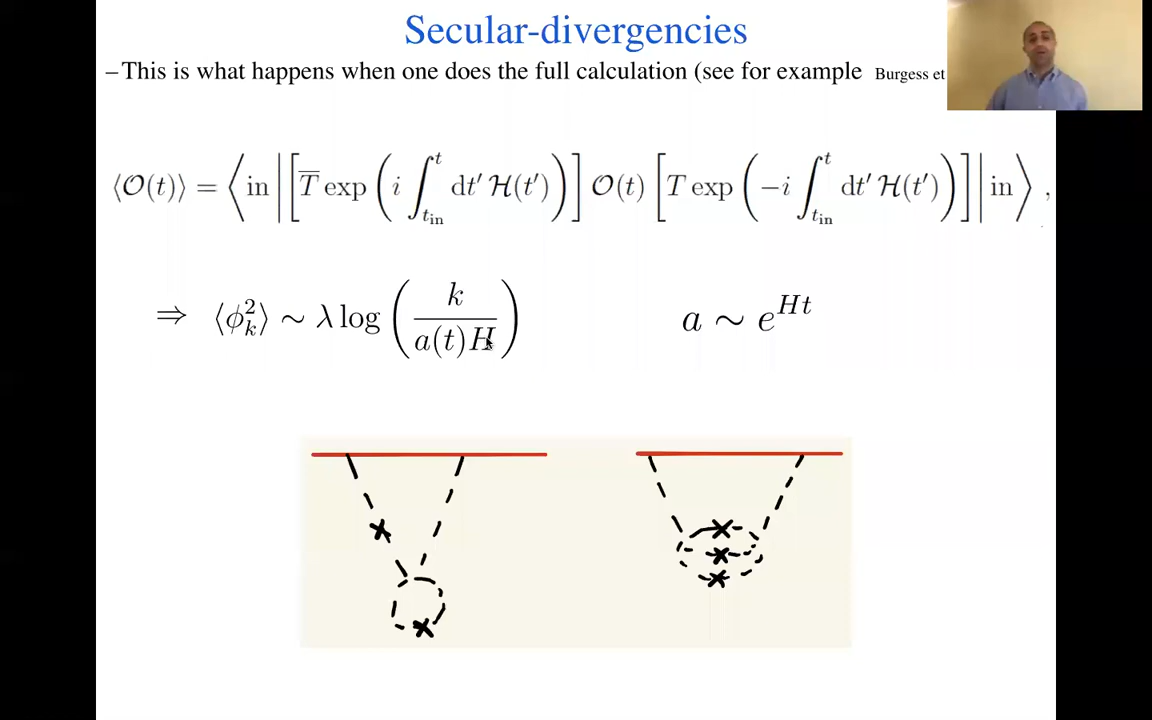 Secular-divergencies
–This is what happens when one does the full calculation (see for example Burgess et
⟨𝒪(t)⟩ = ⟨in|[T̅ exp(i ∫_{t_in}^{t} dt′ ℋ(t′))] 𝒪(t) [T exp(−i ∫_{t_in}^{t} dt′ ℋ(t′))]|in⟩ ,
⇒ ⟨ϕ_k^2⟩ ∼ λ log(k / a(t)H) a ∼ e^{Ht}